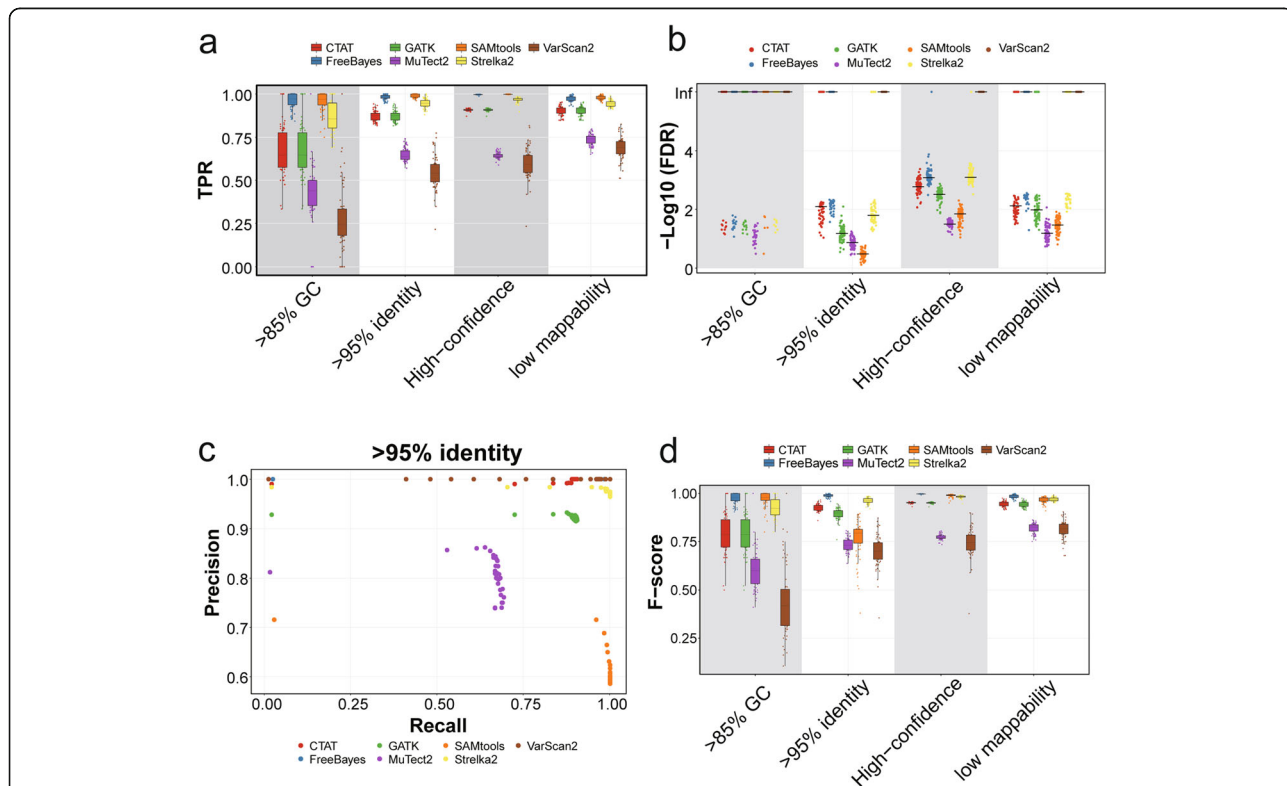 a
CTAT GATK SAMtools VarScan2
FreeBayes MuTect2 Strelka2
1.00
0.75
0.50
0.25
0.00
TPR
>85% GC
>95% identity
High-confidence
low mappability
b
CTAT GATK SAMtools VarScan2
FreeBayes MuTect2 Strelka2
Inf
4
2
0
-Log10 (FDR)
>85% GC
>95% identity
High-confidence
low mappability
c
>95% identity
1.0
0.9
0.8
0.7
0.6
Precision
0.00 0.25 0.50 0.75 1.00
Recall
CTAT GATK SAMtools VarScan2
FreeBayes MuTect2 Strelka2
d
CTAT GATK SAMtools VarScan2
FreeBayes MuTect2 Strelka2
1.00
0.75
0.50
0.25
F-score
>85% GC
>95% identity
High-confidence
low mappability